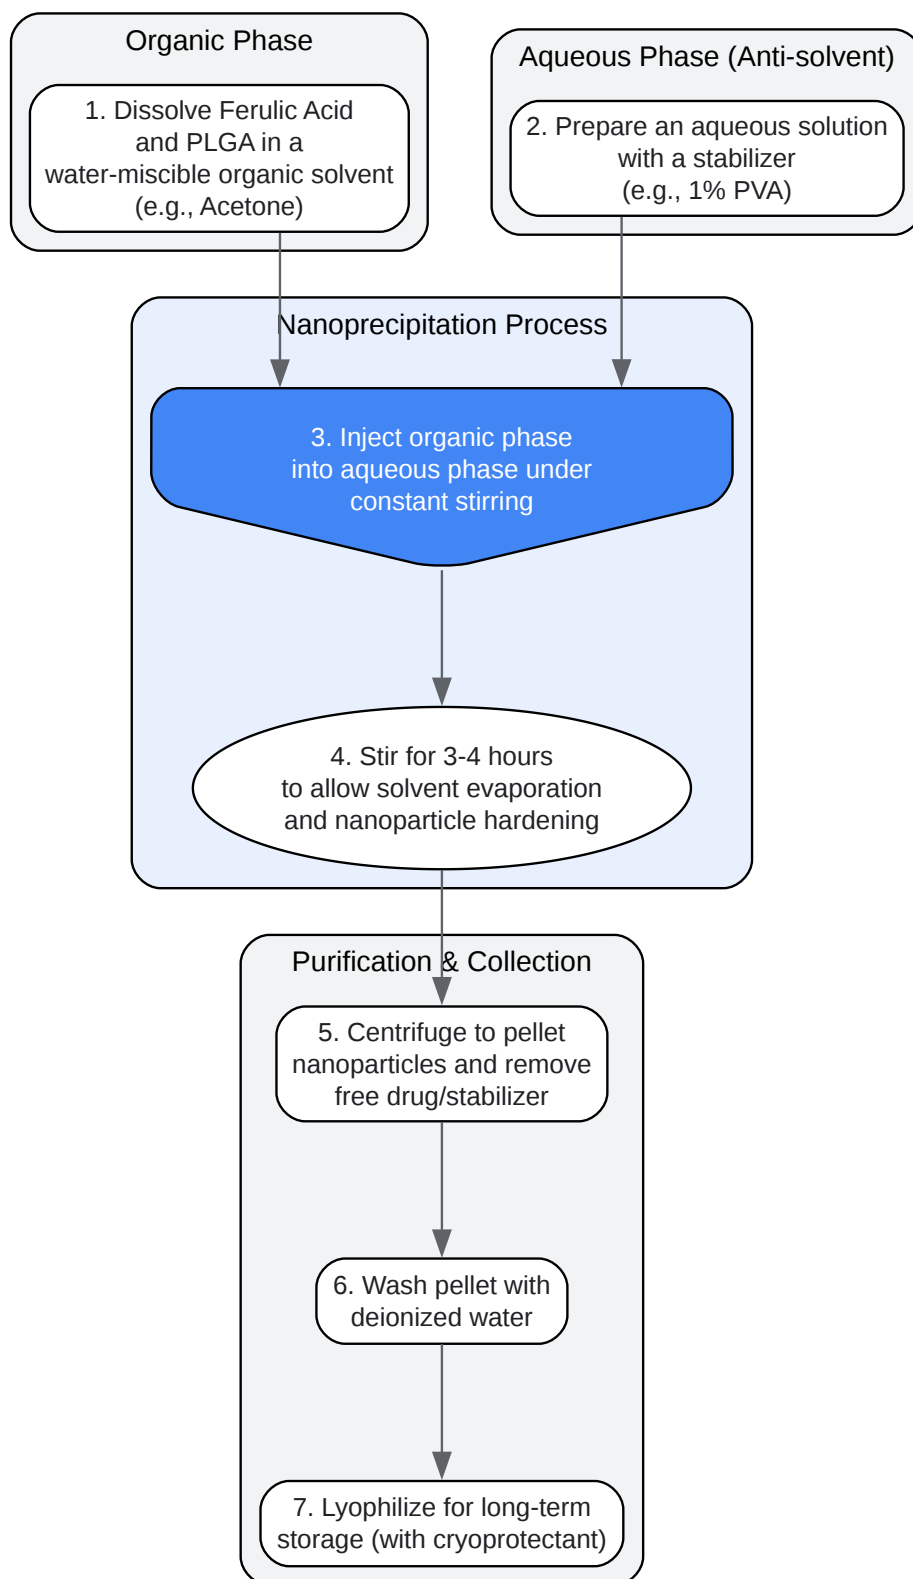 Organic Phase
1. Dissolve Ferulic Acid
and PLGA in a
water-miscible organic solvent
(e.g., Acetone)
Aqueous Phase (Anti-solvent)
2. Prepare an aqueous solution
with a stabilizer
(e.g., 1% PVA)
Nanoprecipitation Process
3. Inject organic phase
into aqueous phase under
constant stirring
4. Stir for 3-4 hours
to allow solvent evaporation
and nanoparticle hardening
Purification & Collection
5. Centrifuge to pellet
nanoparticles and remove
free drug/stabilizer
6. Wash pellet with
deionized water
7. Lyophilize for long-term
storage (with cryoprotectant)